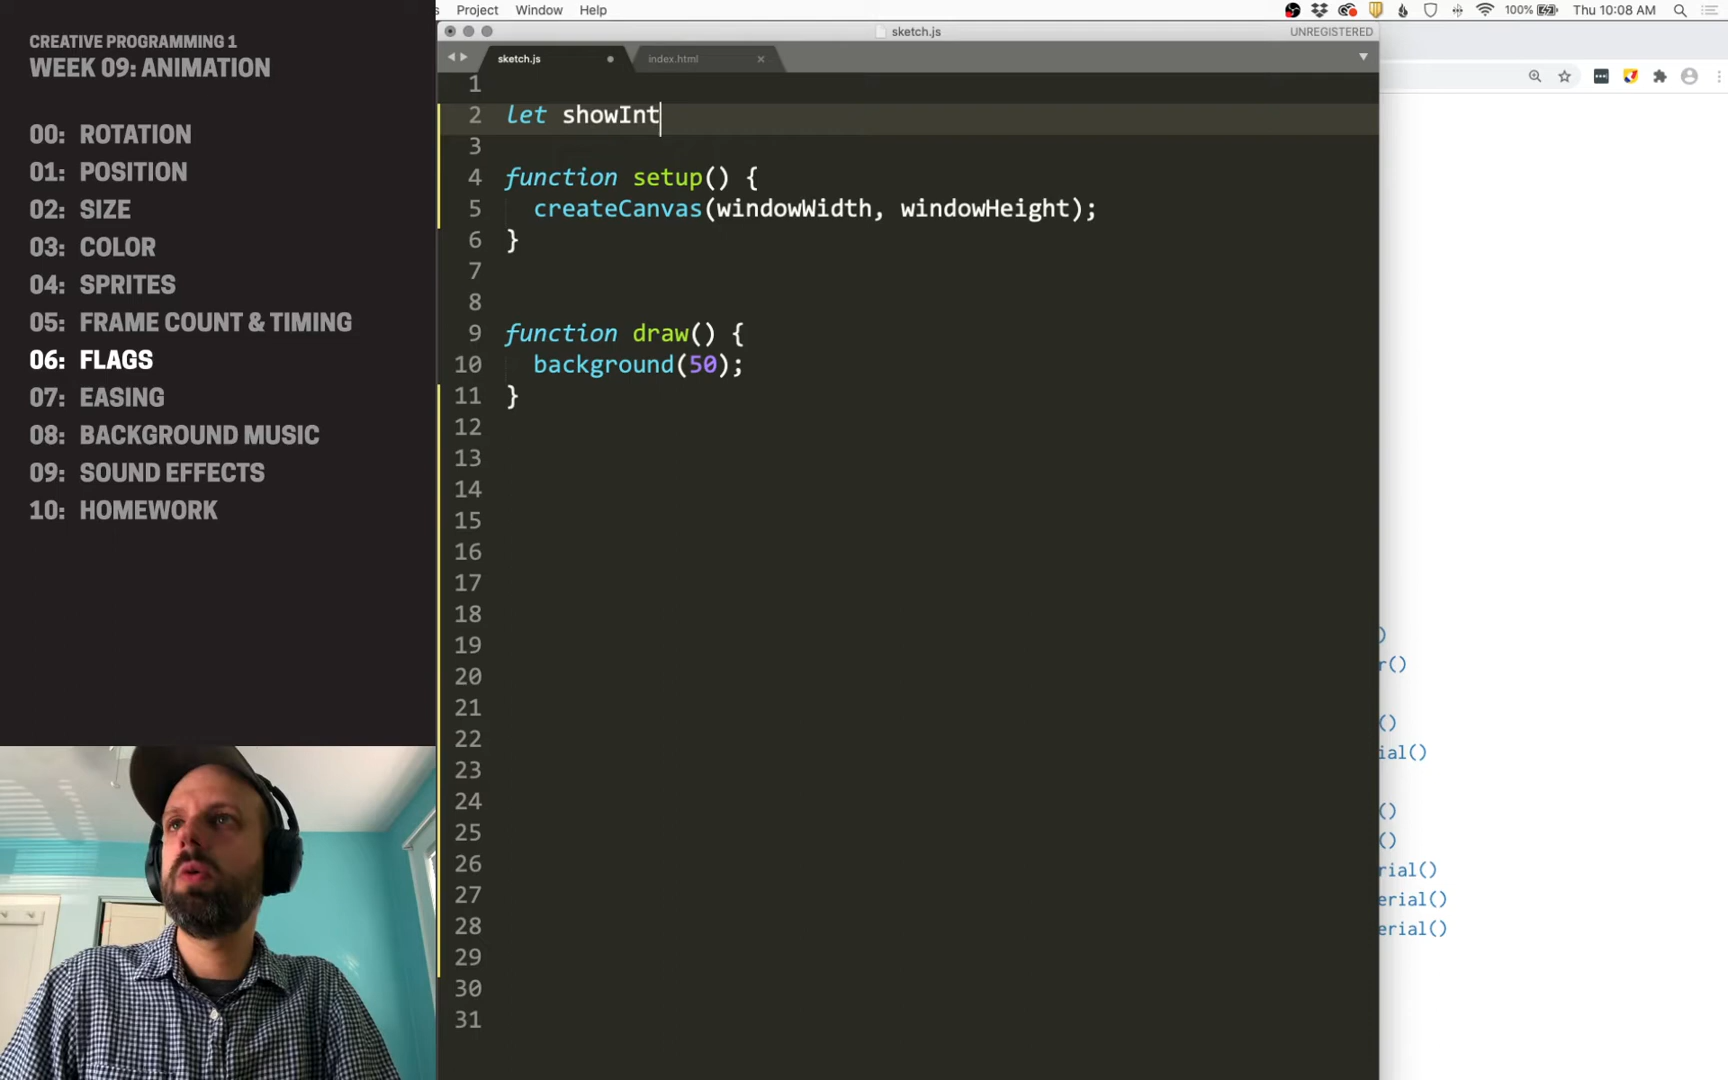 Project Window Help
100% Thu 10:08 AM
CREATIVE PROGRAMMING 1
WEEK 09: ANIMATION
00: ROTATION
01: POSITION
02: SIZE
03: COLOR
04: SPRITES
05: FRAME COUNT & TIMING
06: FLAGS
07: EASING
08: BACKGROUND MUSIC
09: SOUND EFFECTS
10: HOMEWORK
sketch.js
UNREGISTERED
sketch.js
index.html
1
2 let showInt
3
4 function setup() {
5 createCanvas(windowWidth, windowHeight);
6 }
7
8
9 function draw() {
10 background(50);
11 }
12
13
14
15
16
17
18
19
20
21
22
23
24
25
26
27
28
29
30
31
)
r()
()
ial()
()
()
rial()
erial()
erial()